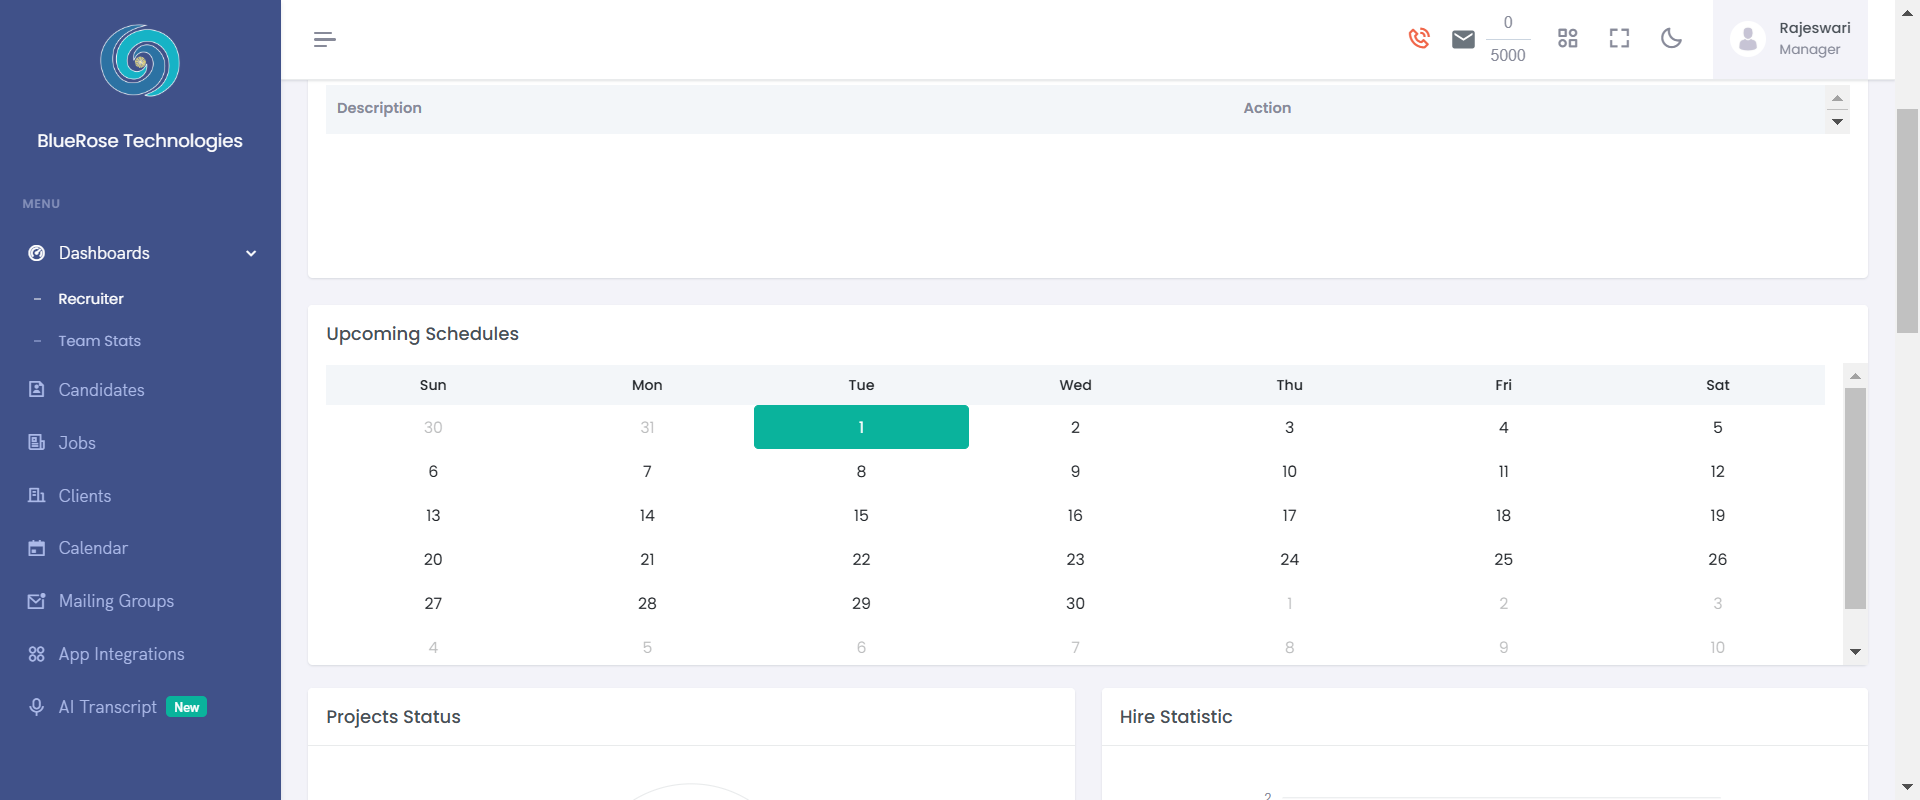 BlueRose Technologies
MENU
Dashboards
Recruiter
Team Stats
Candidates
Jobs
Clients
Calendar
Mailing Groups
App Integrations
AI Transcript New
0
5000
Rajeswari
Manager
Description Action
Upcoming Schedules
Sun Mon Tue Wed Thu Fri Sat
30 31 1 2 3 4 5
6 7 8 9 10 11 12
13 14 15 16 17 18 19
20 21 22 23 24 25 26
27 28 29 30 1 2 3
4 5 6 7 8 9 10
Projects Status
Hire Statistic
2